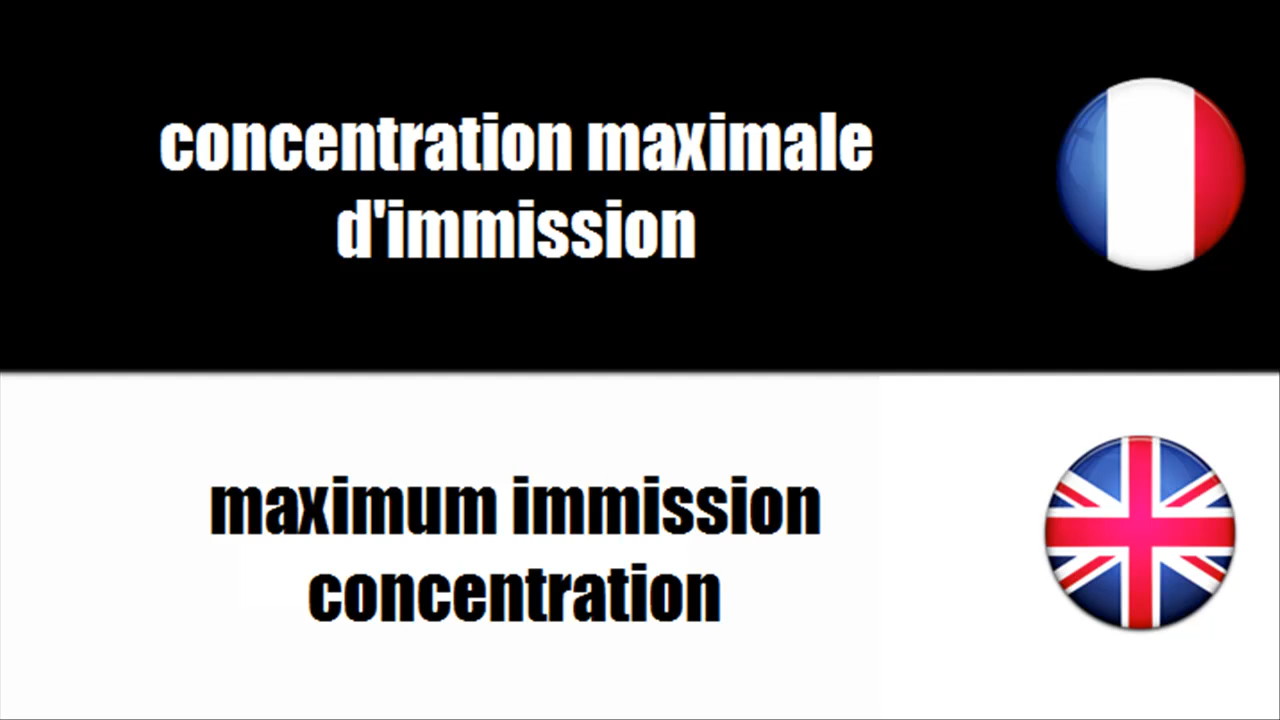 concentration maximale
d'immission
maximum immission
concentration